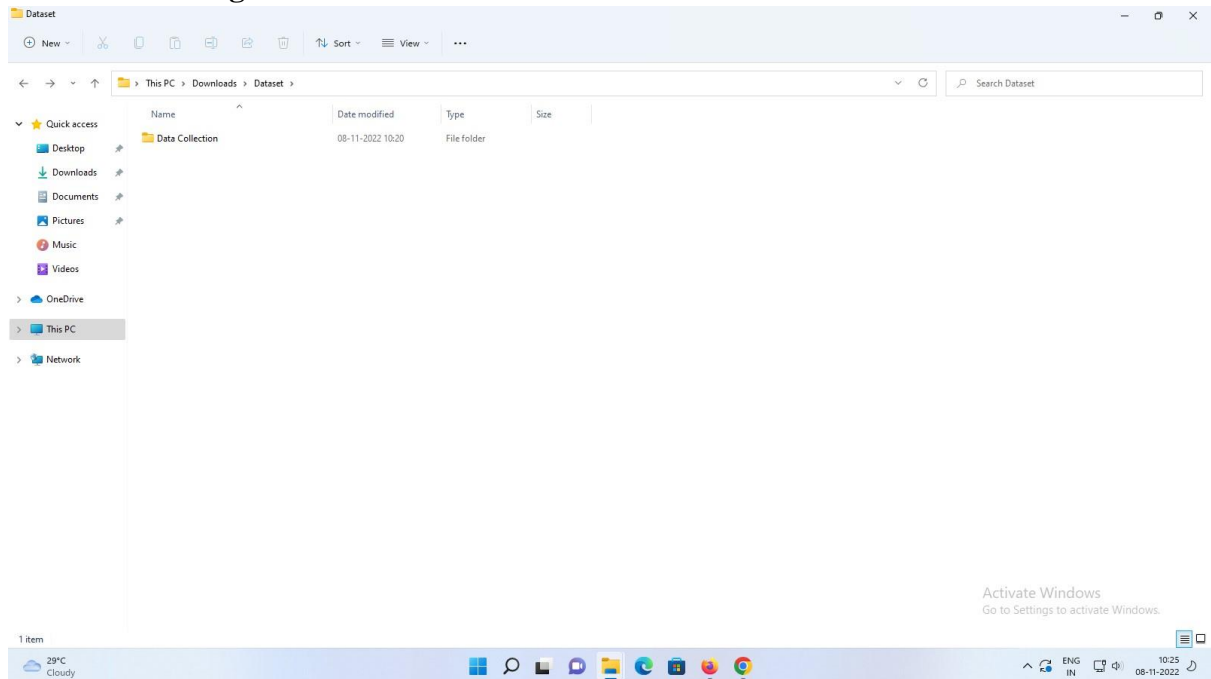 Dataset
New
Sort
View
This PC > Downloads > Dataset >
Search Dataset
Name Date modified Type Size
Data Collection 08-11-2022 10:20 File folder
Quick access
Desktop
Downloads
Documents
Pictures
Music
Videos
OneDrive
This PC
Network
Activate Windows
Go to Settings to activate Windows.
1 item
29°C
Cloudy
ENG
IN
10:25
08-11-2022